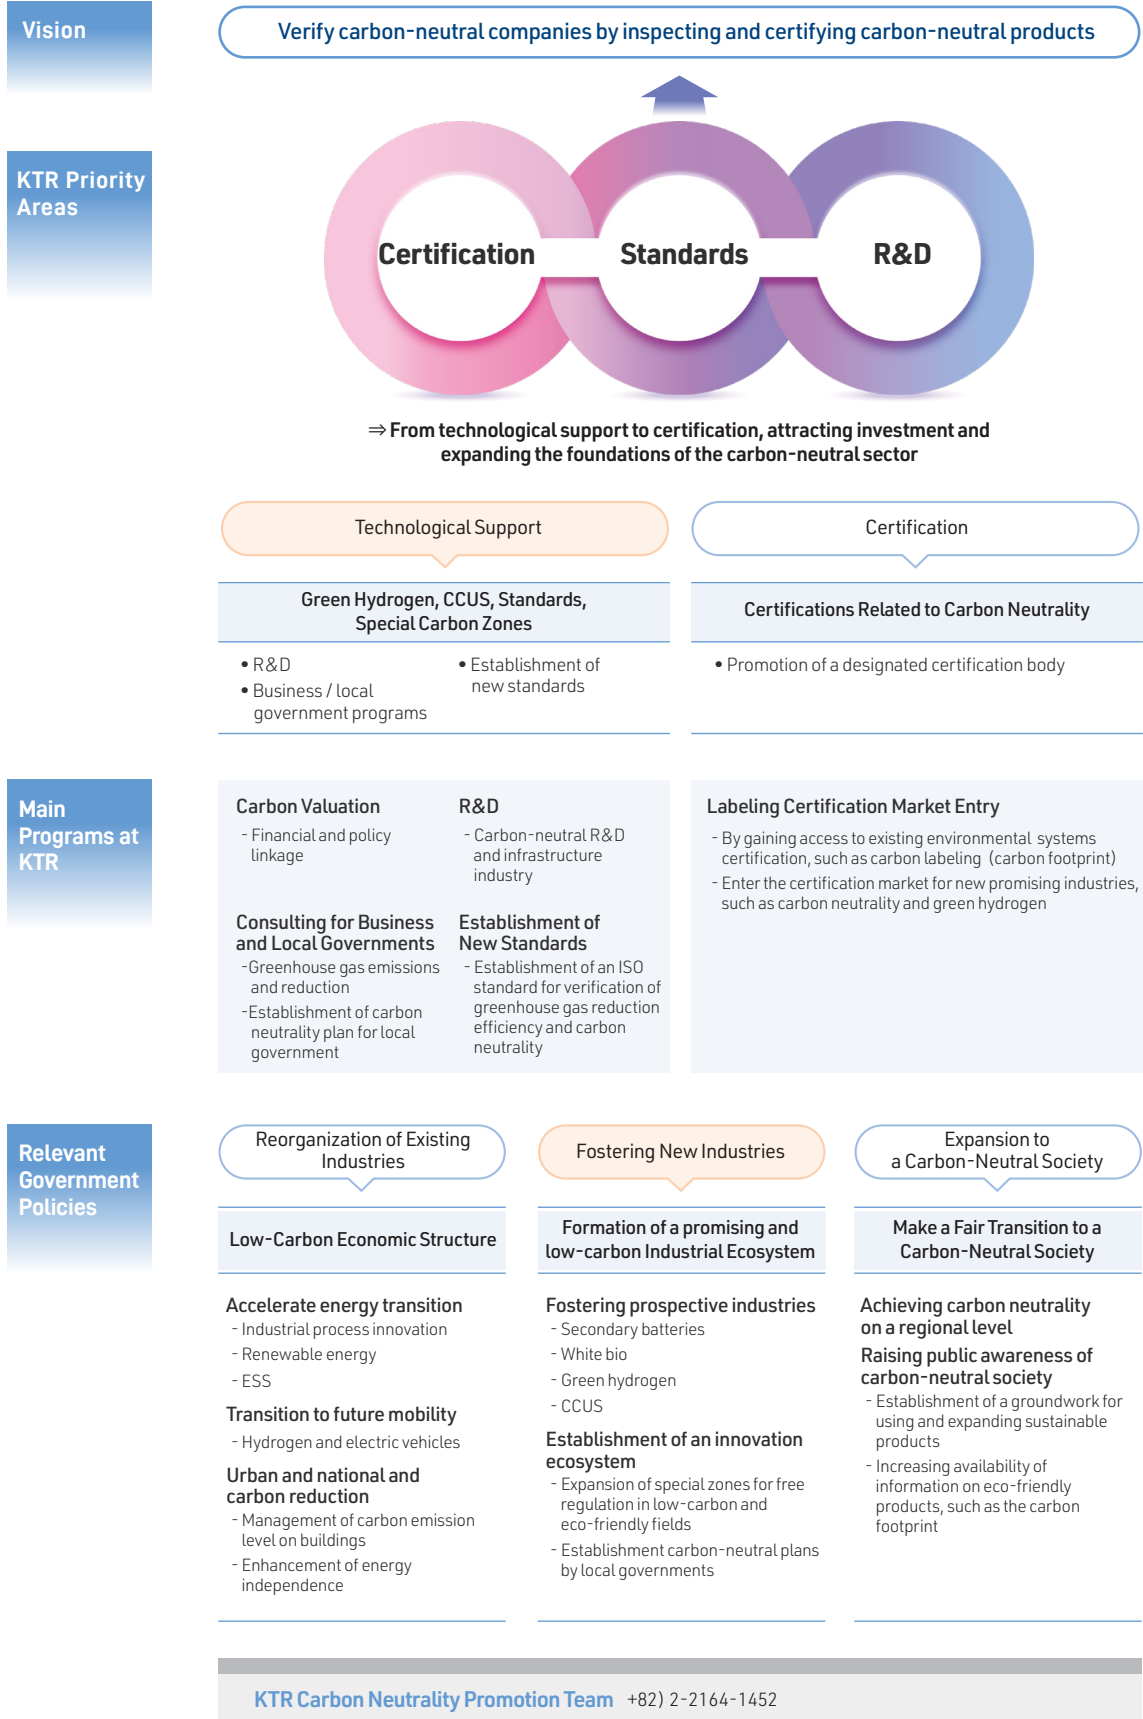 Vision
Verify carbon-neutral companies by inspecting and certifying carbon-neutral products
KTR Priority
Areas
Certification
Standards
R&D
⇒ From technological support to certification, attracting investment and
expanding the foundations of the carbon-neutral sector
Technological Support
Green Hydrogen, CCUS, Standards,
Special Carbon Zones
• R&D
• Business / local
government programs
• Establishment of
new standards
Certification
Certifications Related to Carbon Neutrality
• Promotion of a designated certification body
Main
Programs at
KTR
Carbon Valuation
- Financial and policy
linkage
R&D
- Carbon-neutral R&D
and infrastructure
industry
Consulting for Business
and Local Governments
-Greenhouse gas emissions
and reduction
-Establishment of carbon
neutrality plan for local
government
Establishment of
New Standards
- Establishment of an ISO
standard for verification of
greenhouse gas reduction
efficiency and carbon
neutrality
Labeling Certification Market Entry
- By gaining access to existing environmental systems
certification, such as carbon labeling (carbon footprint)
- Enter the certification market for new promising industries,
such as carbon neutrality and green hydrogen
Relevant
Government
Policies
Reorganization of Existing
Industries
Low-Carbon Economic Structure
Accelerate energy transition
- Industrial process innovation
- Renewable energy
- ESS
Transition to future mobility
- Hydrogen and electric vehicles
Urban and national and
carbon reduction
- Management of carbon emission
level on buildings
- Enhancement of energy
independence
Fostering New Industries
Formation of a promising and
low-carbon Industrial Ecosystem
Fostering prospective industries
- Secondary batteries
- White bio
- Green hydrogen
- CCUS
Establishment of an innovation
ecosystem
- Expansion of special zones for free
regulation in low-carbon and
eco-friendly fields
- Establishment carbon-neutral plans
by local governments
Expansion to
a Carbon-Neutral Society
Make a Fair Transition to a
Carbon-Neutral Society
Achieving carbon neutrality
on a regional level
Raising public awareness of
carbon-neutral society
- Establishment of a groundwork for
using and expanding sustainable
products
- Increasing availability of
information on eco-friendly
products, such as the carbon
footprint
KTR Carbon Neutrality Promotion Team +82) 2-2164-1452